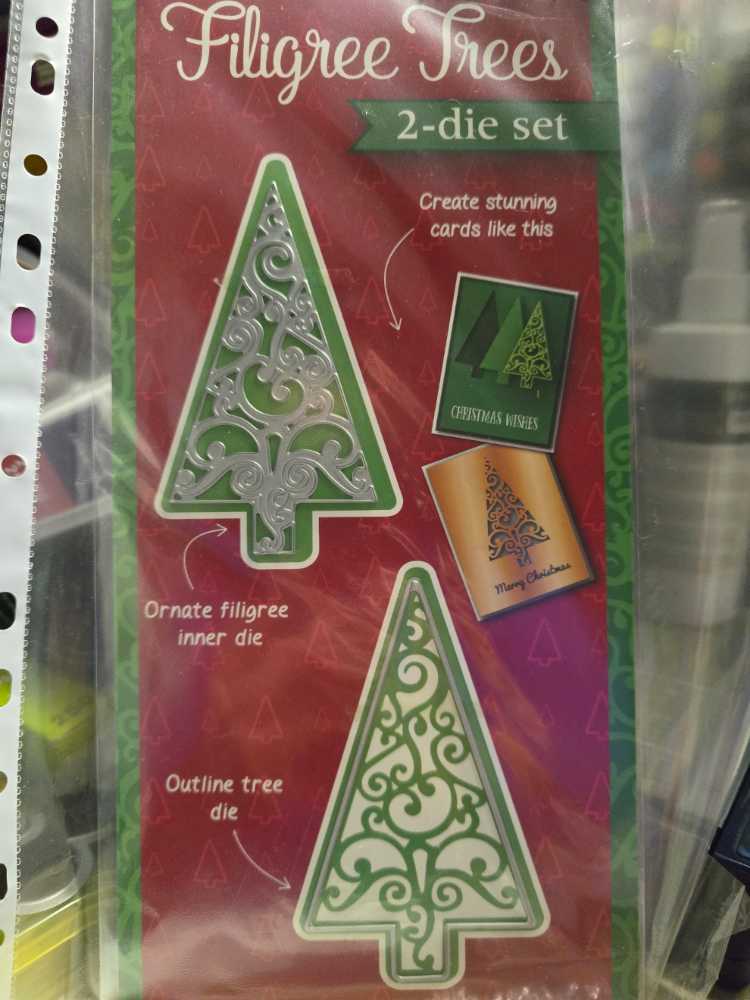 Filigree Trees
2-die set
Create stunning
cards like this
CHRISTMAS WISHES
Merry Christmas
Ornate filigree
inner die
Outline tree
die